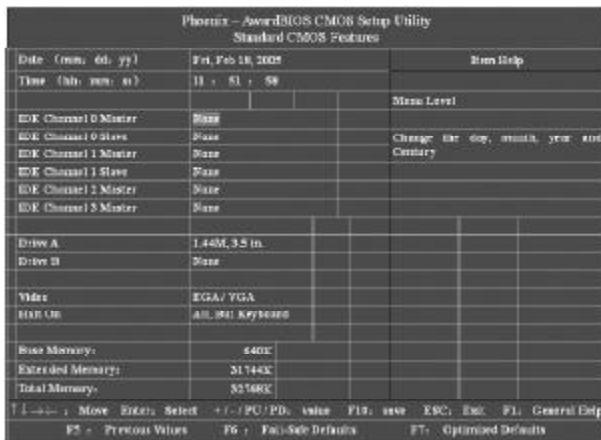 Phoenix – AwardBIOS CMOS Setup Utility
Standard CMOS Features
Date (mm: dd: yy) Fri, Feb 18, 2005 Item Help
Time (hh: mm: ss) 11 : 51 : 58
Menu Level
IDE Channel 0 Master None
IDE Channel 0 Slave None Change the day, month, year and
IDE Channel 1 Master None Century
IDE Channel 1 Slave None
IDE Channel 2 Master None
IDE Channel 3 Master None
Drive A 1.44M, 3.5 in.
Drive B None
Video EGA/ VGA
Halt On All, But Keyboard
Base Memory: 640K
Extended Memory: 31744K
Total Memory: 32768K
↑↓→← : Move Enter: Select +/-/PU/PD: value F10: save ESC: Exit F1: General Help
F5 : Previous Values F6 : Fail-Safe Defaults F7: Optimized Defaults